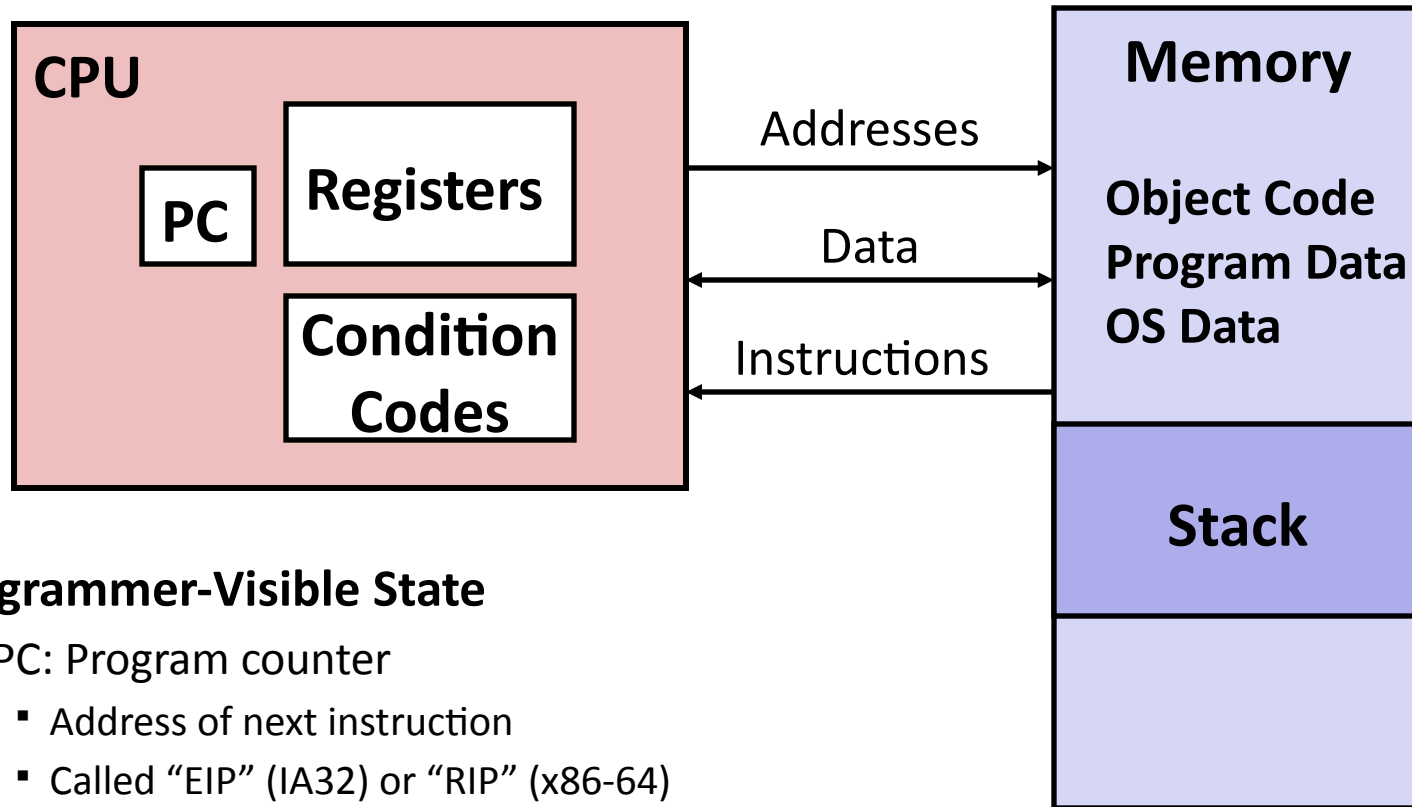 CPU
PC
Registers
Condition
Codes
Addresses
Data
Instructions
Memory
Object Code
Program Data
OS Data
Stack
grammer-Visible State
PC: Program counter
▪ Address of next instruction
▪ Called “EIP” (IA32) or “RIP” (x86-64)